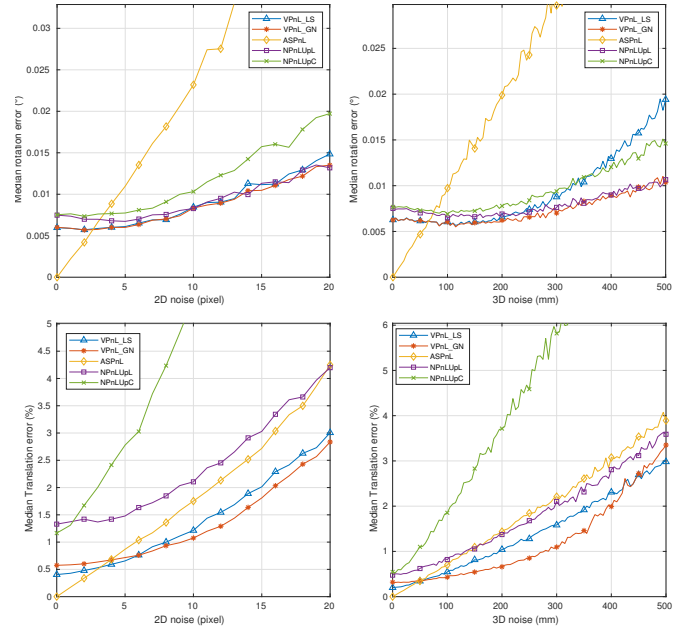 VPnL_LS
VPnL_GN
ASPnL
NPnLUpL
NPnLUpC
0.03
0.025
0.02
0.015
0.01
0.005
0
0 5 10 15 20
2D noise (pixel)
Median rotation error (°)
VPnL_LS
VPnL_GN
ASPnL
NPnLUpL
NPnLUpC
0.025
0.02
0.015
0.01
0.005
0
0 100 200 300 400 500
3D noise (mm)
Median rotation error (°)
VPnL_LS
VPnL_GN
ASPnL
NPnLUpL
NPnLUpC
5
4.5
4
3.5
3
2.5
2
1.5
1
0.5
0
0 5 10 15 20
2D noise (pixel)
Median Translation error (%)
VPnL_LS
VPnL_GN
ASPnL
NPnLUpL
NPnLUpC
6
5
4
3
2
1
0
0 100 200 300 400 500
3D noise (mm)
Median Translation error (%)